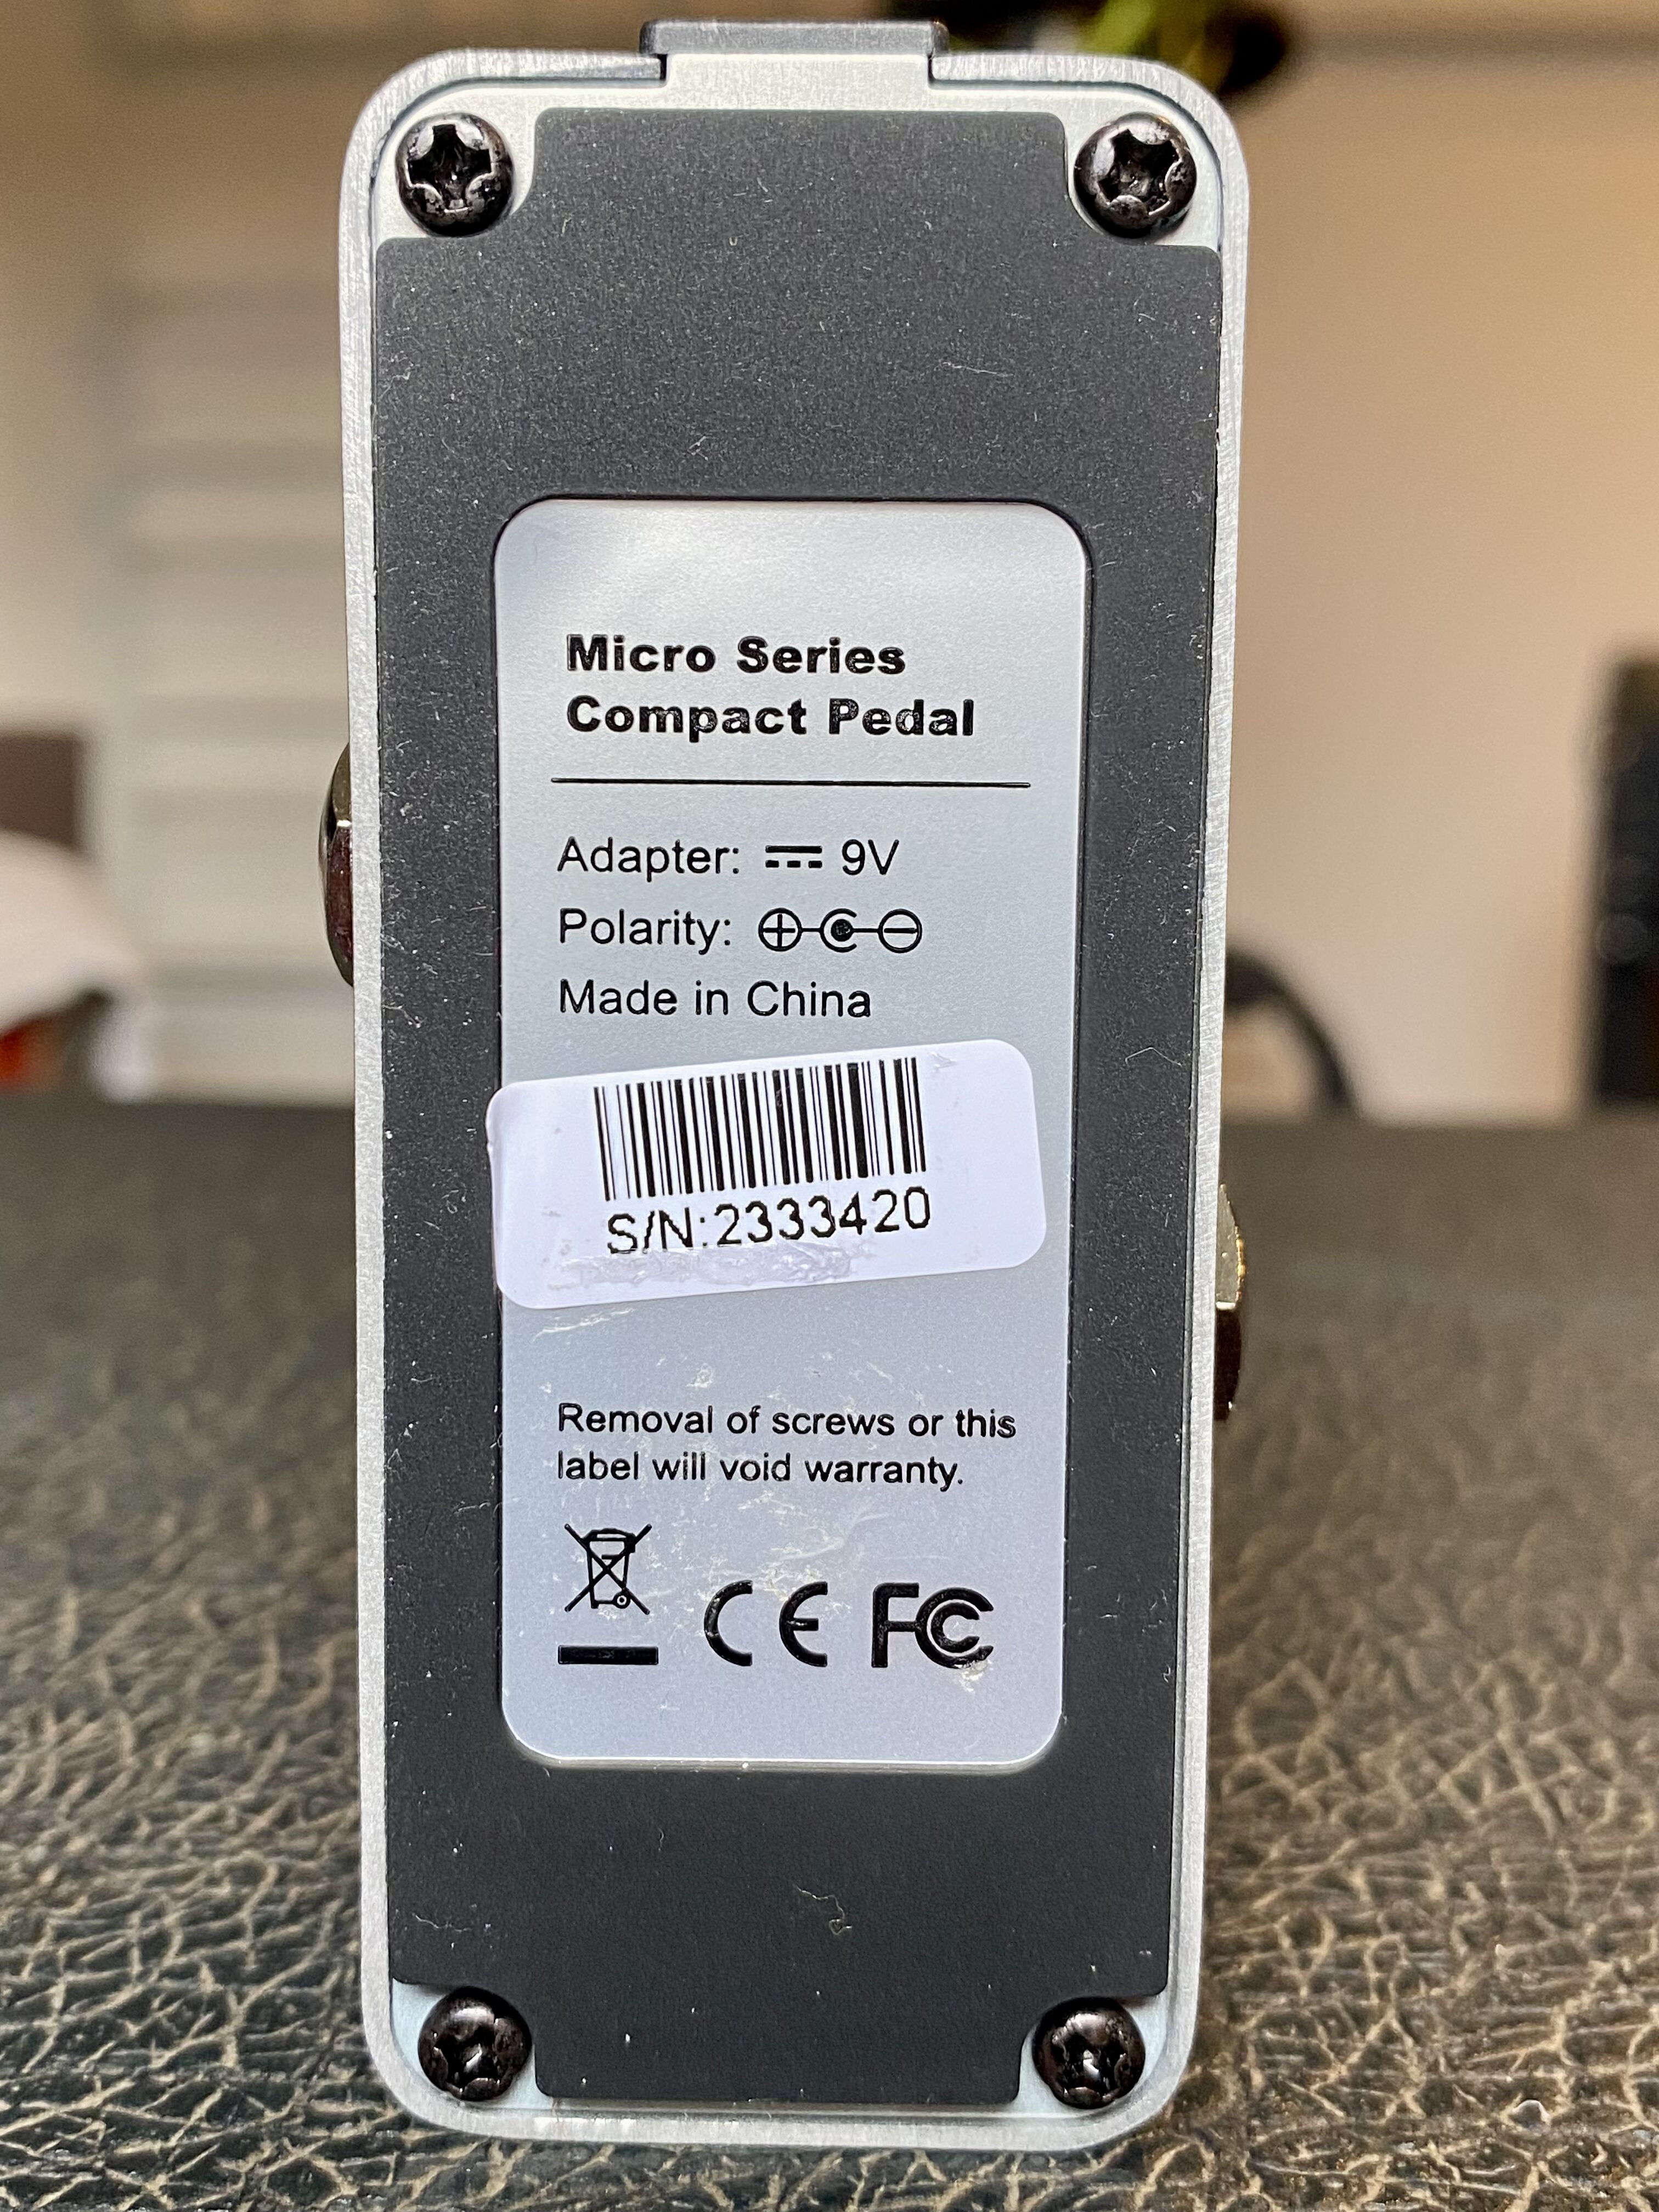 Micro Series
Compact Pedal
Adapter: ⎓ 9V
Polarity:
Made in China
S/N:2333420
Removal of screws or this
label will void warranty.
CE FC